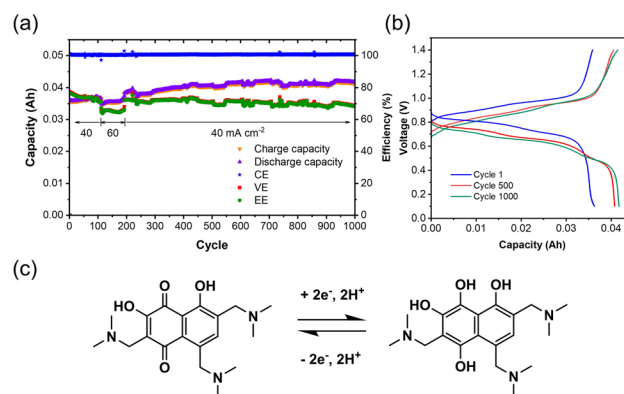 (a)
0.05
0.04
0.03
0.02
0.01
0.00
Capacity (Ah)
100
80
60
40
20
0
Efficiency (%)
40
60
40 mA cm⁻²
Charge capacity
Discharge capacity
CE
VE
EE
0 100 200 300 400 500 600 700 800 900 1000
Cycle
(b)
1.4
1.2
1.0
0.8
0.6
0.4
0.2
0.0
Voltage (V)
Cycle 1
Cycle 500
Cycle 1000
0.00 0.01 0.02 0.03 0.04
Capacity (Ah)
(c)
O OH
HO
N
O
N
N
+ 2e⁻, 2H⁺
- 2e⁻, 2H⁺
OH OH
HO
N
OH
N
N